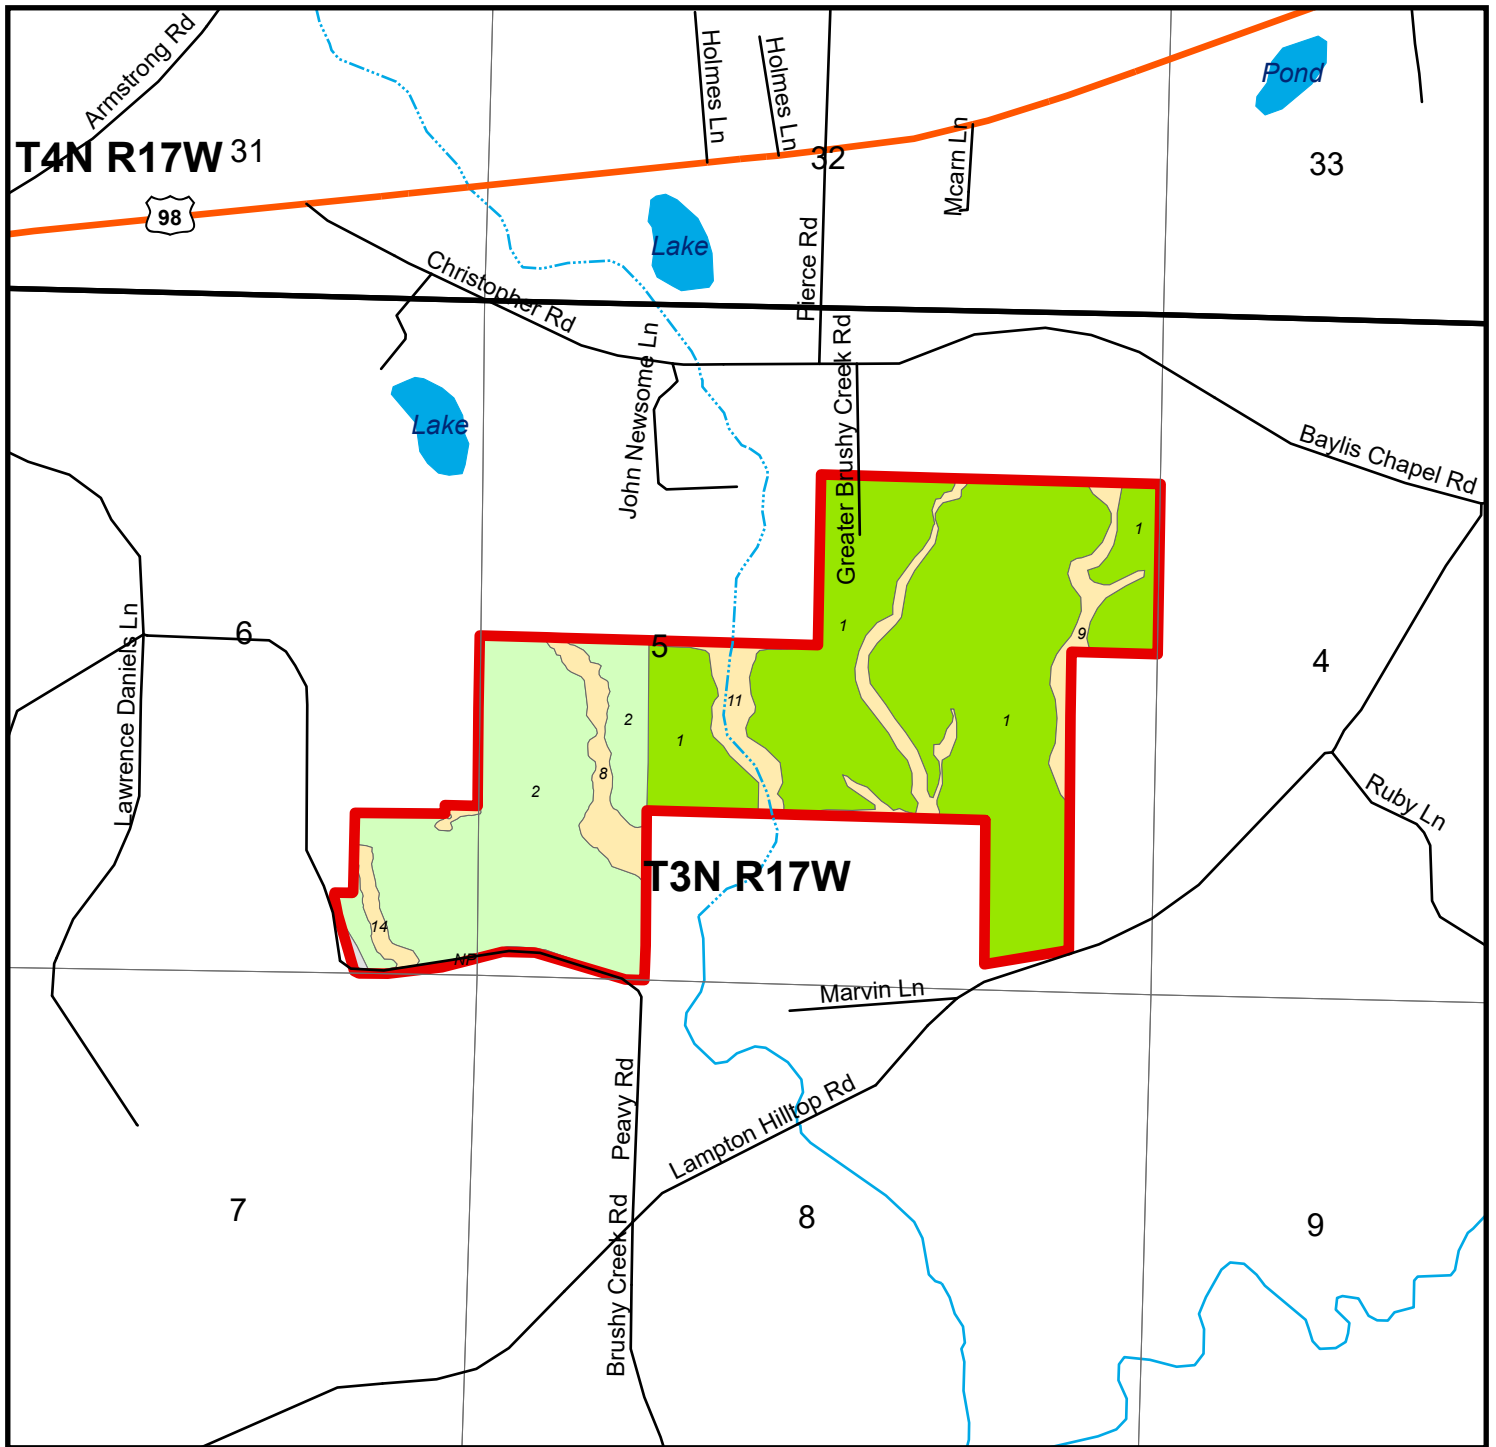 Armstrong Rd
Holmes Ln
Holmes Ln
Pond
T4N R17W
31
32
33
Mcarn Ln
98
Lake
Pierce Rd
Christopher Rd
John Newsome Ln
Greater Brushy Creek Rd
Lake
Baylis Chapel Rd
1
Lawrence Daniels Ln
6
5
1
9
4
2
11
1
1
8
2
Ruby Ln
T3N R17W
14
NP
Marvin Ln
Peavy Rd
Lampton Hilltop Rd
7
Brushy Creek Rd
8
9